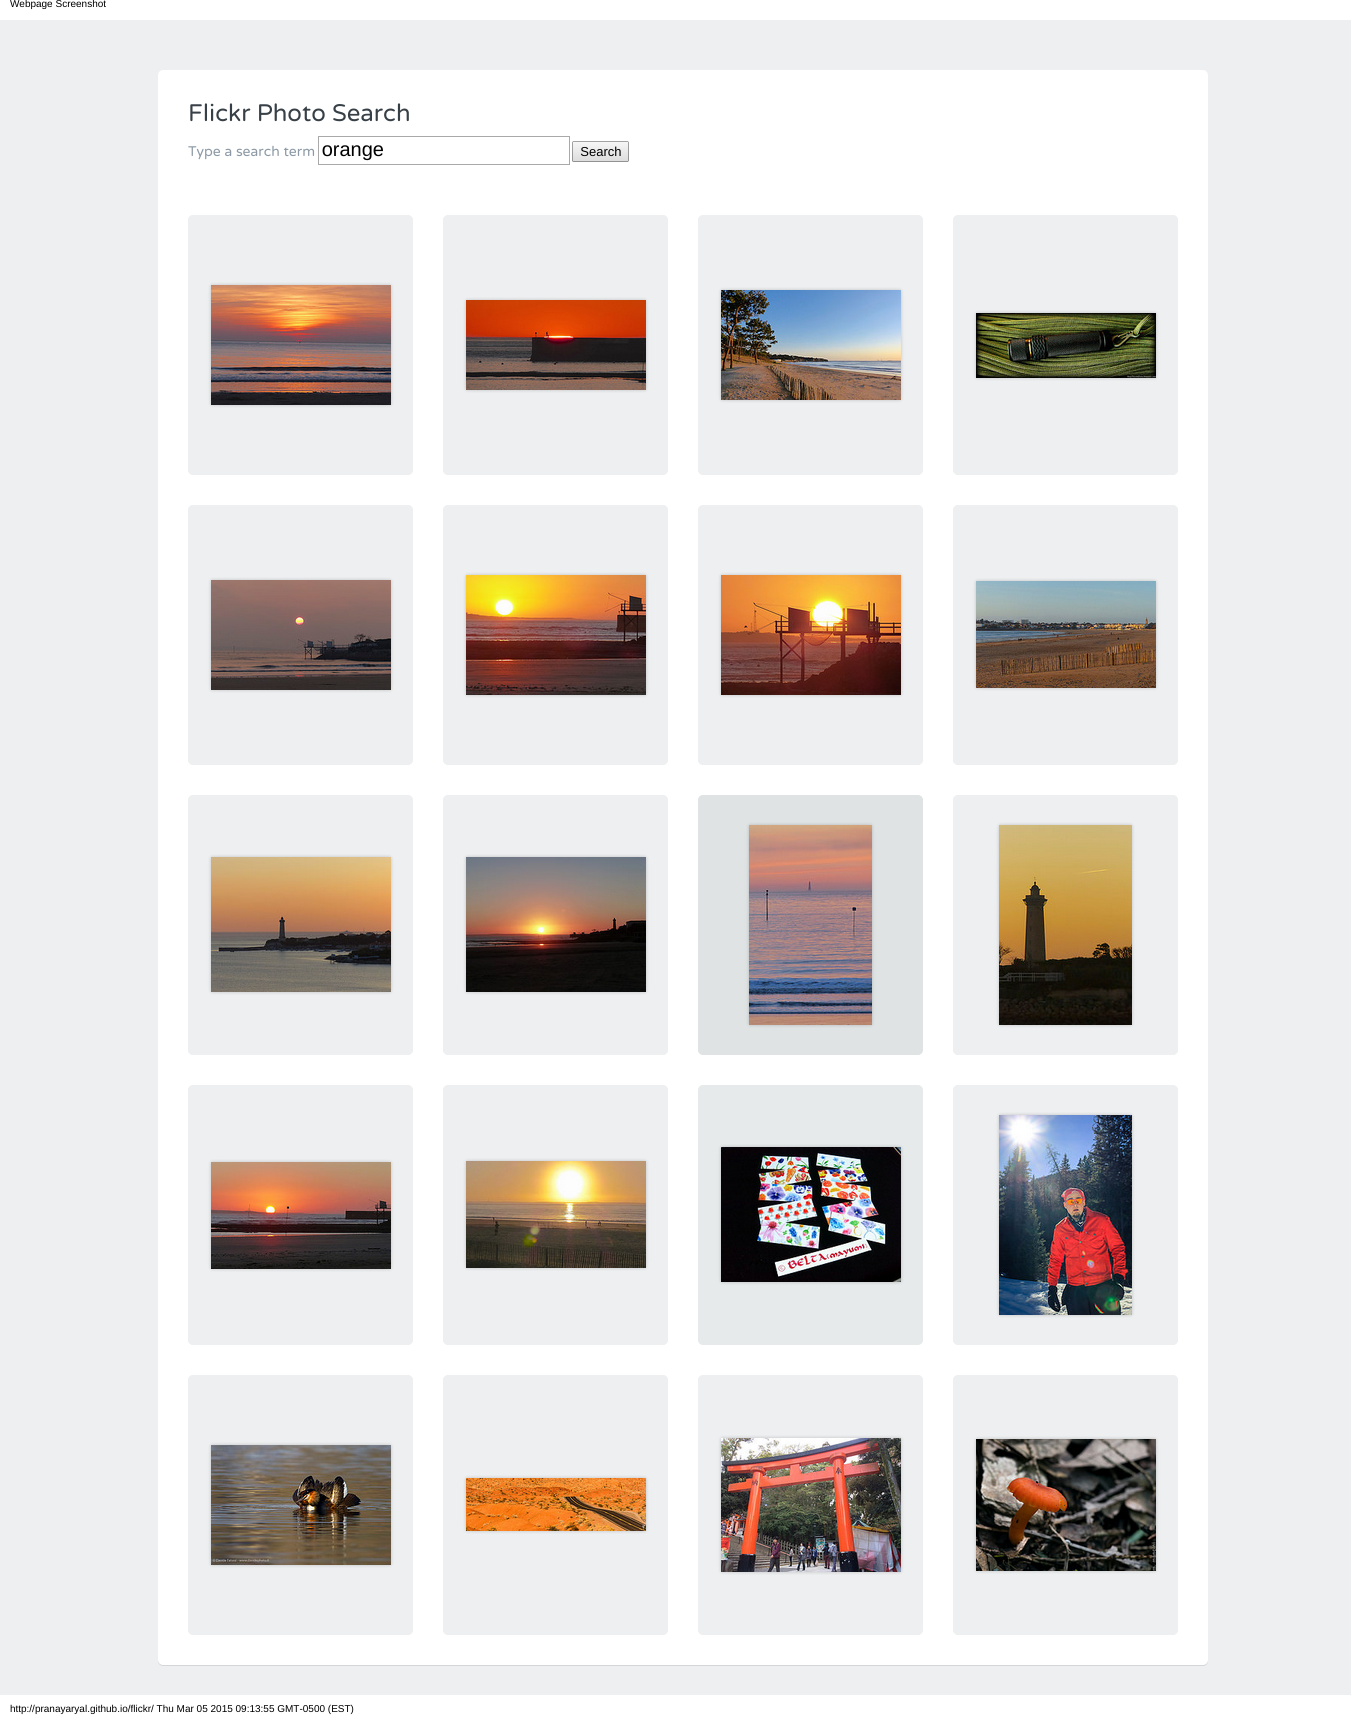 Webpage Screenshot
Flickr Photo Search
Type a search term orange Search
© BELTA(mayumi)
http://pranayaryal.github.io/flickr/ Thu Mar 05 2015 09:13:55 GMT-0500 (EST)